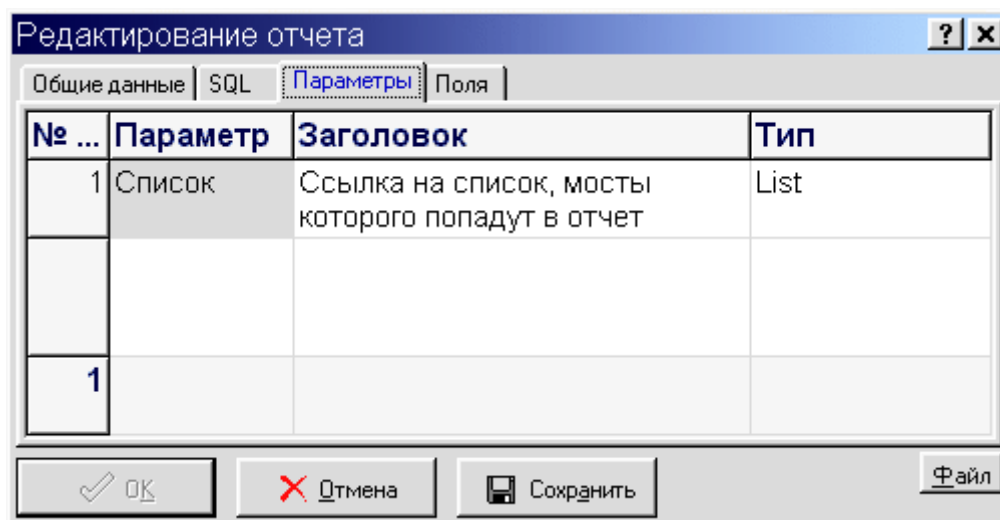 Редактирование отчета
Общие данные SQL Параметры Поля
№ ... Параметр Заголовок Тип
1 Список Ссылка на список, мосты List
которого попадут в отчет
1
OK Отмена Сохранить Файл